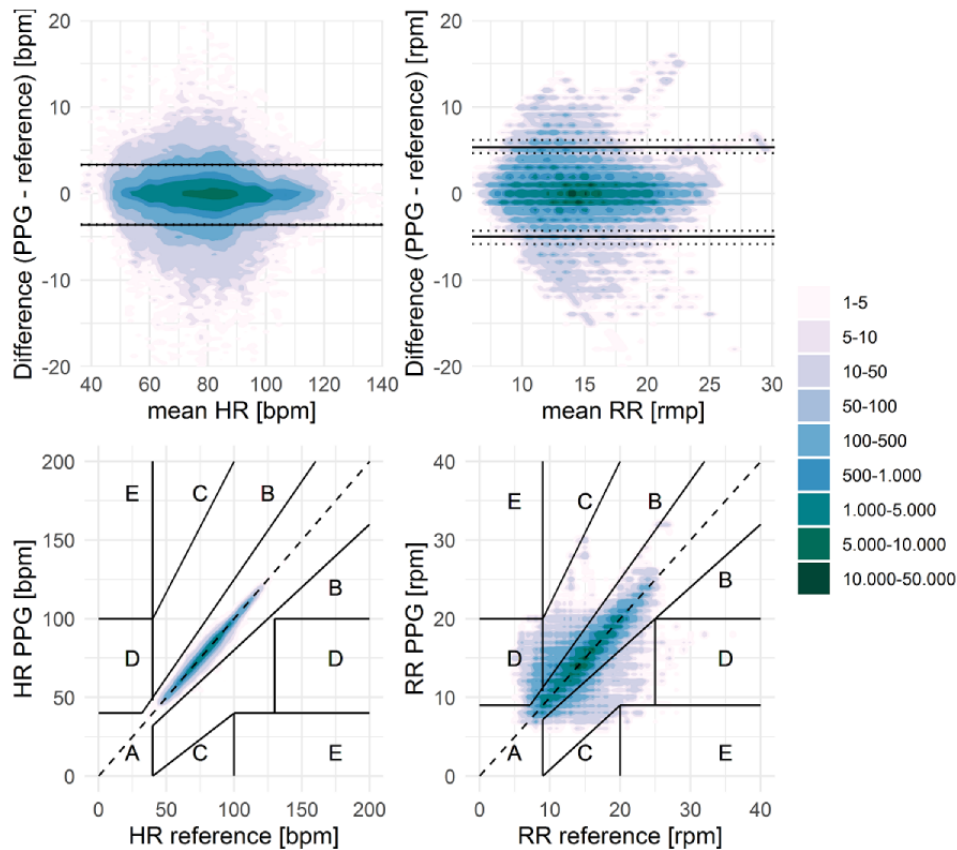 Difference (PPG - reference) [bpm]
20
10
0
-10
-20
40
60
80
100
120
140
mean HR [bpm]
Difference (PPG - reference) [rpm]
20
10
0
-10
-20
10
15
20
25
30
mean RR [rmp]
1-5
5-10
10-50
50-100
100-500
500-1.000
1.000-5.000
5.000-10.000
10.000-50.000
HR PPG [bpm]
200
150
100
50
0
E
C
B
B
D
D
A
C
E
0
50
100
150
200
HR reference [bpm]
RR PPG [rpm]
40
30
20
10
0
E
C
B
B
D
D
A
C
E
0
10
20
30
40
RR reference [rpm]